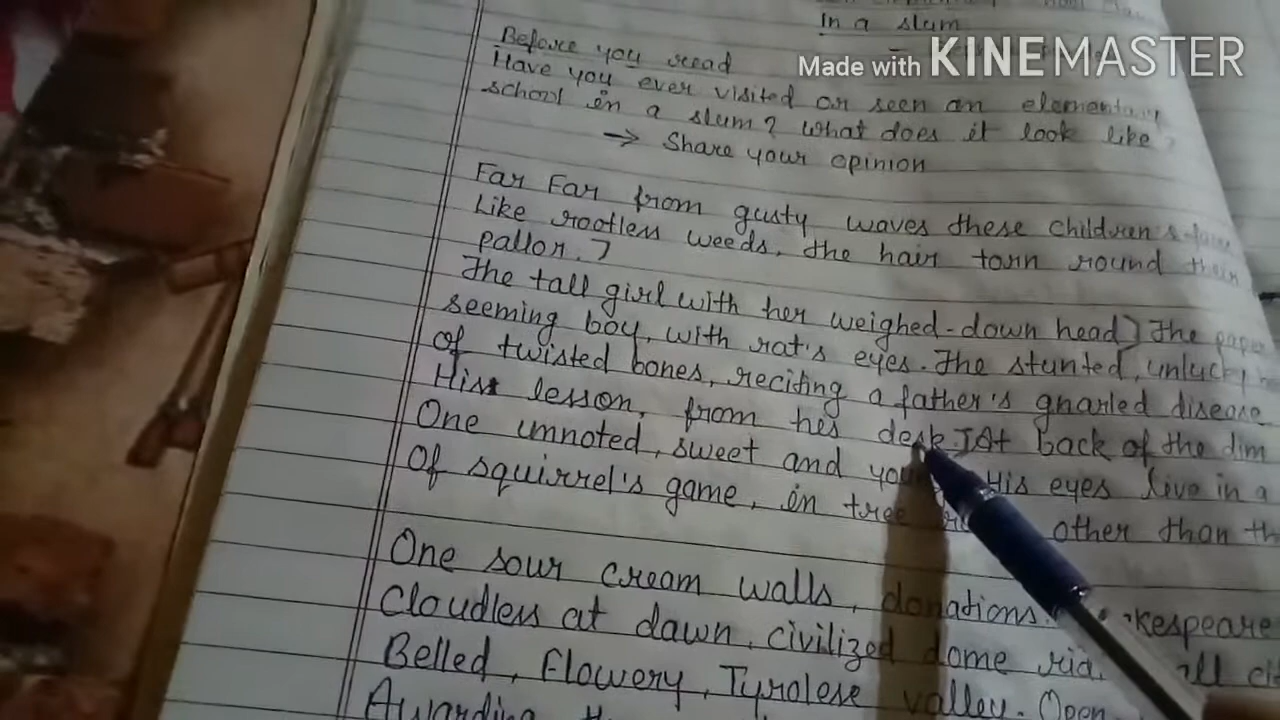 In a slum
Made with KINEMASTER
Before you read
Have you ever visited or seen an elementary
school in a slum? what does it look like?
→ Share your opinion
Far Far from gusty waves these children's faces
Like rootless weeds, the hair torn round their
pallor.]
The tall girl with her weighed-down head] The paper
seeming boy, with rat's eyes. The stunted, unlucky
Of twisted bones, reciting a father's gnarled disease
His lesson, from hes desk. At back of the dim
One unnoted, sweet and His eyes live in a
Of squirrel's game, in tree other than
One sour cream walls, donations.
Cloudless at dawn, civilized dome all
Belled, Flowery, Tyrolese valley. Open
Awarding